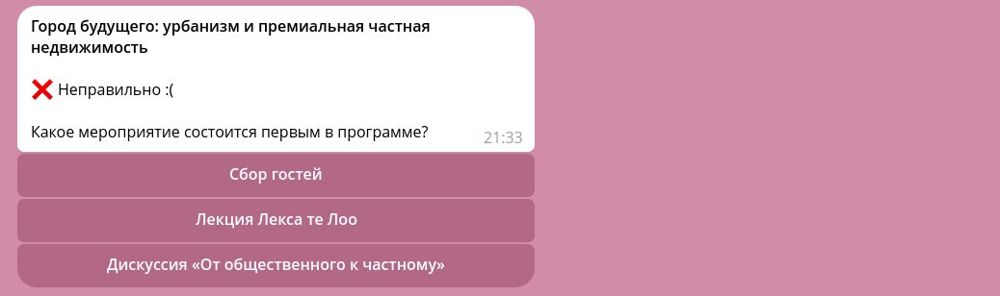 Город будущего: урбанизм и премиальная частная
недвижимость
❌ Неправильно :(
Какое мероприятие состоится первым в программе?
21:33
Сбор гостей
Лекция Лекса те Лоо
Дискуссия «От общественного к частному»